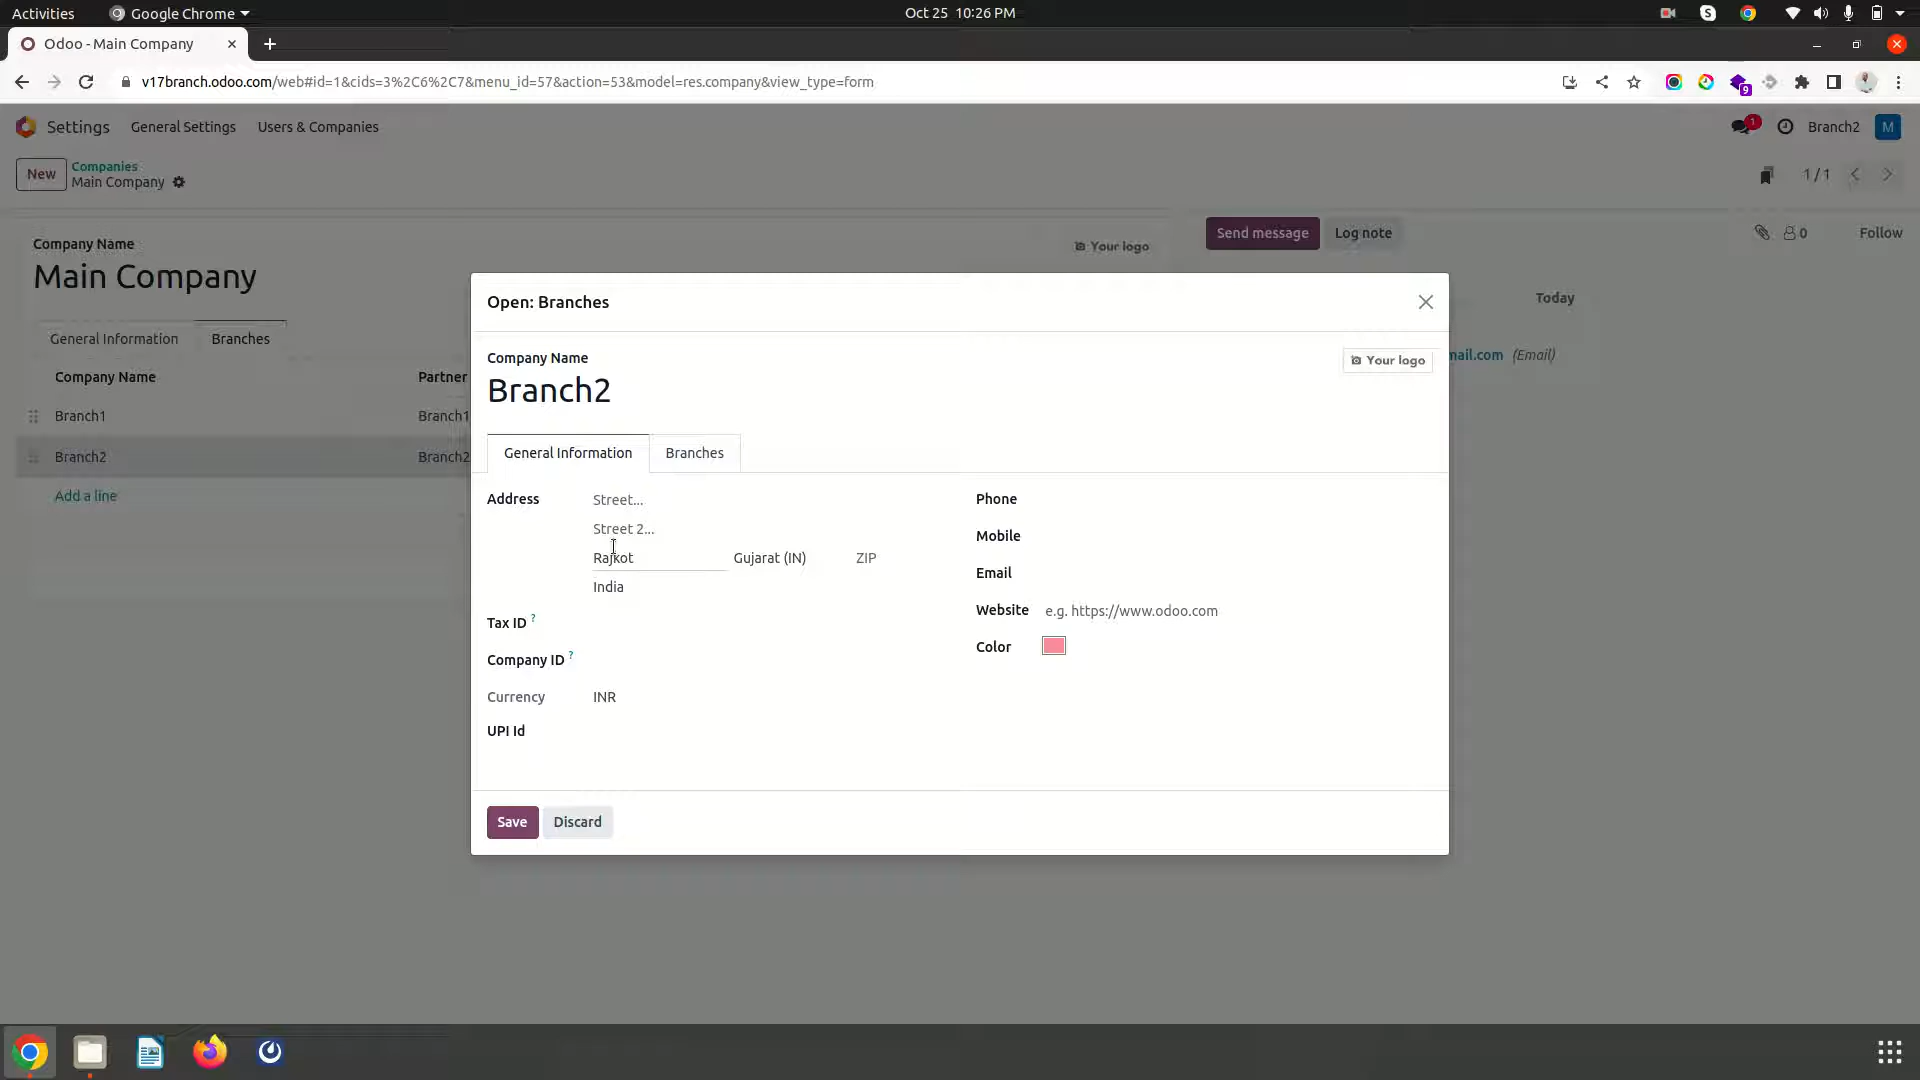 Activities
Google Chrome
Oct 25 10:26 PM
S
Odoo - Main Company
v17branch.odoo.com/web#id=1&cids=3%2C6%2C7&menu_id=57&action=53&model=res.company&view_type=form
9
Settings
General Settings
Users & Companies
1
Branch2
M
New
Companies
Main Company
1 / 1
Company Name
Your logo
Send message
Log note
0
Follow
Main Company
Open: Branches
Today
General Information
Branches
Company Name
Your logo
mail.com (Email)
Company Name
Partner
Branch2
Branch1
Branch1
General Information
Branches
Branch2
Branch2
Add a line
Address
Street...
Phone
Street 2...
Mobile
Rajkot
Gujarat (IN)
ZIP
Email
India
Website
e.g. https://www.odoo.com
Tax ID ?
Color
Company ID ?
Currency
INR
UPI Id
Save
Discard